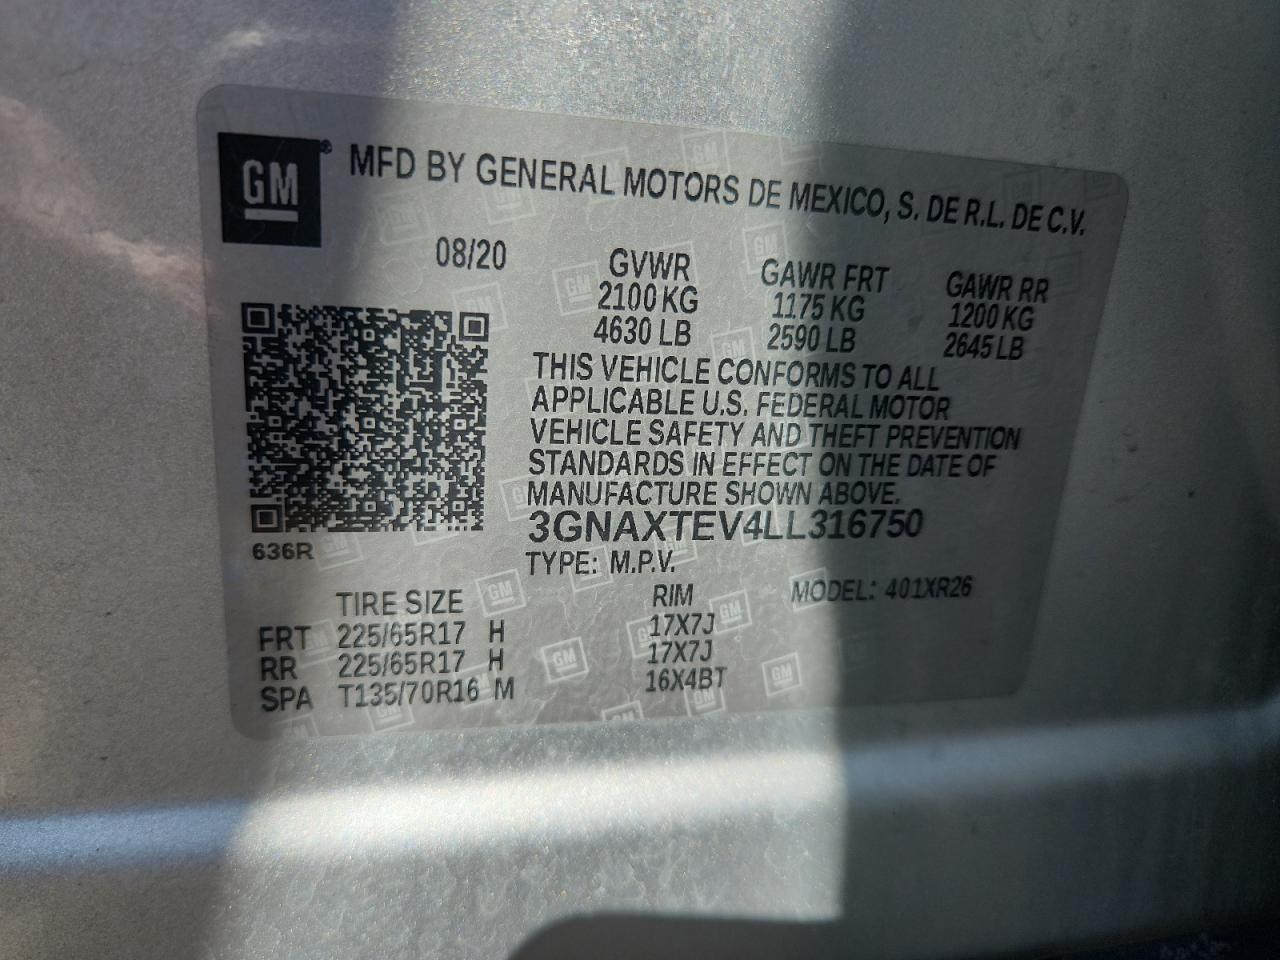 GM
MFD BY GENERAL MOTORS DE MEXICO, S. DE R.L. DE C.V.
08/20 GVWR GAWR FRT GAWR RR
2100 KG 1175 KG 1200 KG
4630 LB 2590 LB 2645 LB
THIS VEHICLE CONFORMS TO ALL
APPLICABLE U.S. FEDERAL MOTOR
VEHICLE SAFETY AND THEFT PREVENTION
STANDARDS IN EFFECT ON THE DATE OF
MANUFACTURE SHOWN ABOVE.
3GNAXTEV4LL316750
636R
TYPE: M.P.V. MODEL: 401XR26
TIRE SIZE RIM
FRT 225/65R17 H 17X7J
RR 225/65R17 H 17X7J
SPA T135/70R16 M 16X4BT